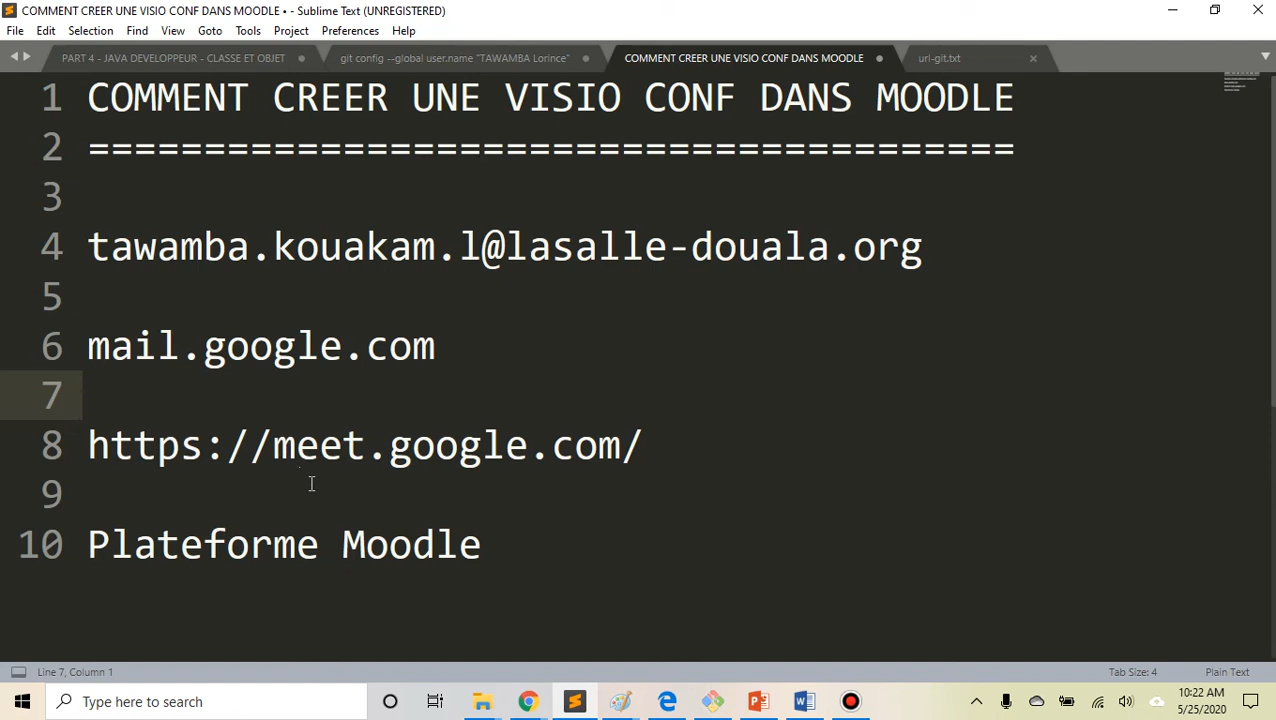 COMMENT CREER UNE VISIO CONF DANS MOODLE • - Sublime Text (UNREGISTERED)
File Edit Selection Find View Goto Tools Project Preferences Help
PART 4 - JAVA DEVELOPPEUR - CLASSE ET OBJET git config --global user.name "TAWAMBA Lorince" COMMENT CREER UNE VISIO CONF DANS MOODLE url-git.txt
1 COMMENT CREER UNE VISIO CONF DANS MOODLE
2 ========================================
3
4 tawamba.kouakam.l@lasalle-douala.org
5
6 mail.google.com
7
8 https://meet.google.com/
9
10 Plateforme Moodle
Line 7, Column 1 Tab Size: 4 Plain Text
Type here to search 10:22 AM
5/25/2020